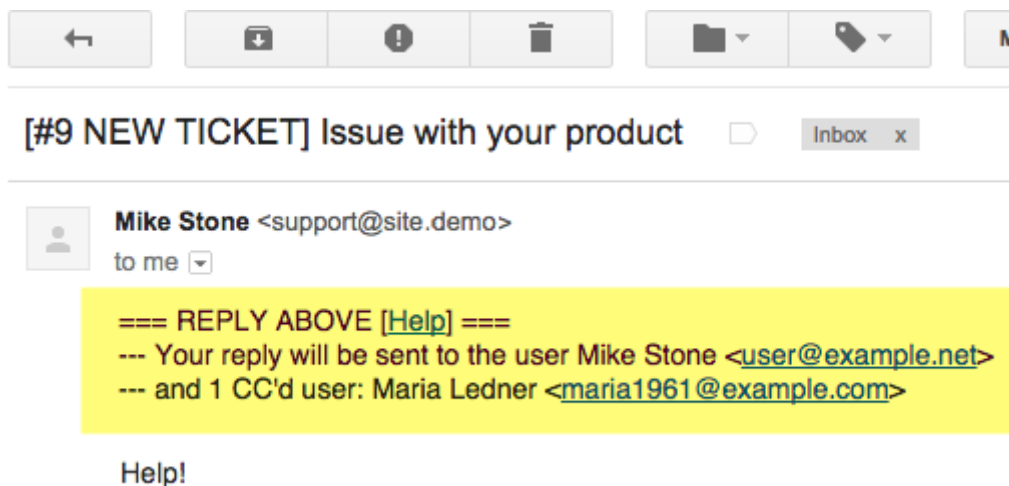 [#9 NEW TICKET] Issue with your product
Inbox x
Mike Stone <support@site.demo>
to me
=== REPLY ABOVE [Help] ===
--- Your reply will be sent to the user Mike Stone <user@example.net>
--- and 1 CC'd user: Maria Ledner <maria1961@example.com>
Help!